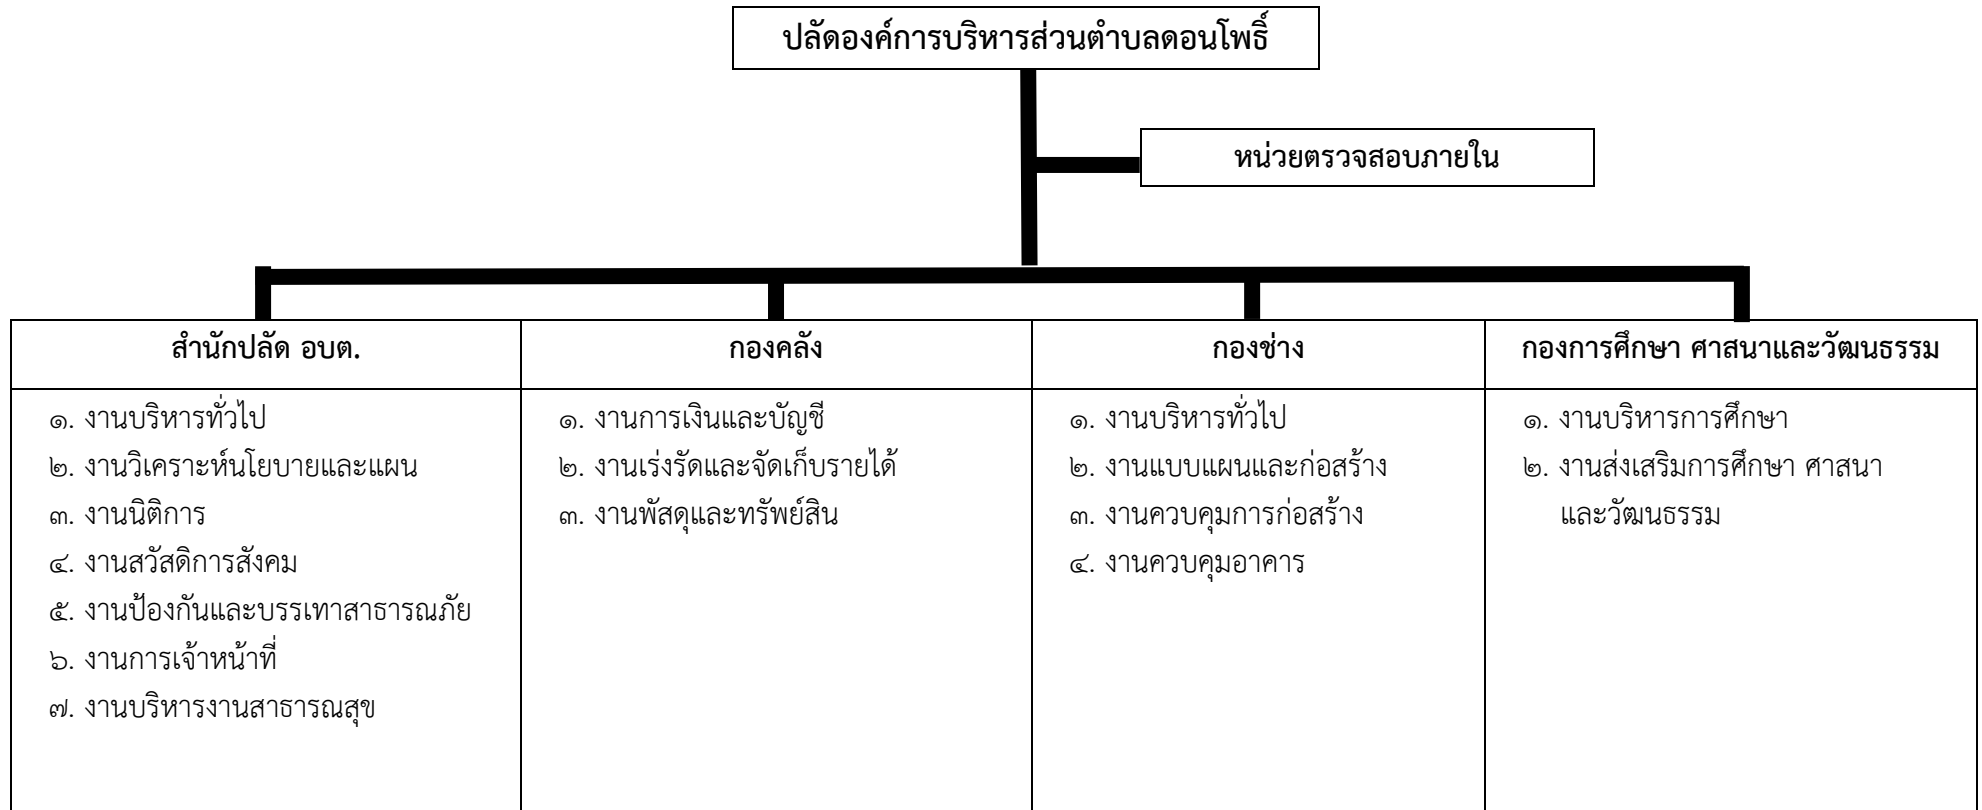 ปลัดองค์การบริหารส่วนตำบลดอนโพธิ์
หน่วยตรวจสอบภายใน
สำนักปลัด อบต.
๑. งานบริหารทั่วไป
๒. งานวิเคราะห์นโยบายและแผน
๓. งานนิติการ
๔. งานสวัสดิการสังคม
๕. งานป้องกันและบรรเทาสาธารณภัย
๖. งานการเจ้าหน้าที่
๗. งานบริหารงานสาธารณสุข
กองคลัง
๑. งานการเงินและบัญชี
๒. งานเร่งรัดและจัดเก็บรายได้
๓. งานพัสดุและทรัพย์สิน
กองช่าง
๑. งานบริหารทั่วไป
๒. งานแบบแผนและก่อสร้าง
๓. งานควบคุมการก่อสร้าง
๔. งานควบคุมอาคาร
กองการศึกษา ศาสนาและวัฒนธรรม
๑. งานบริหารการศึกษา
๒. งานส่งเสริมการศึกษา ศาสนา
และวัฒนธรรม